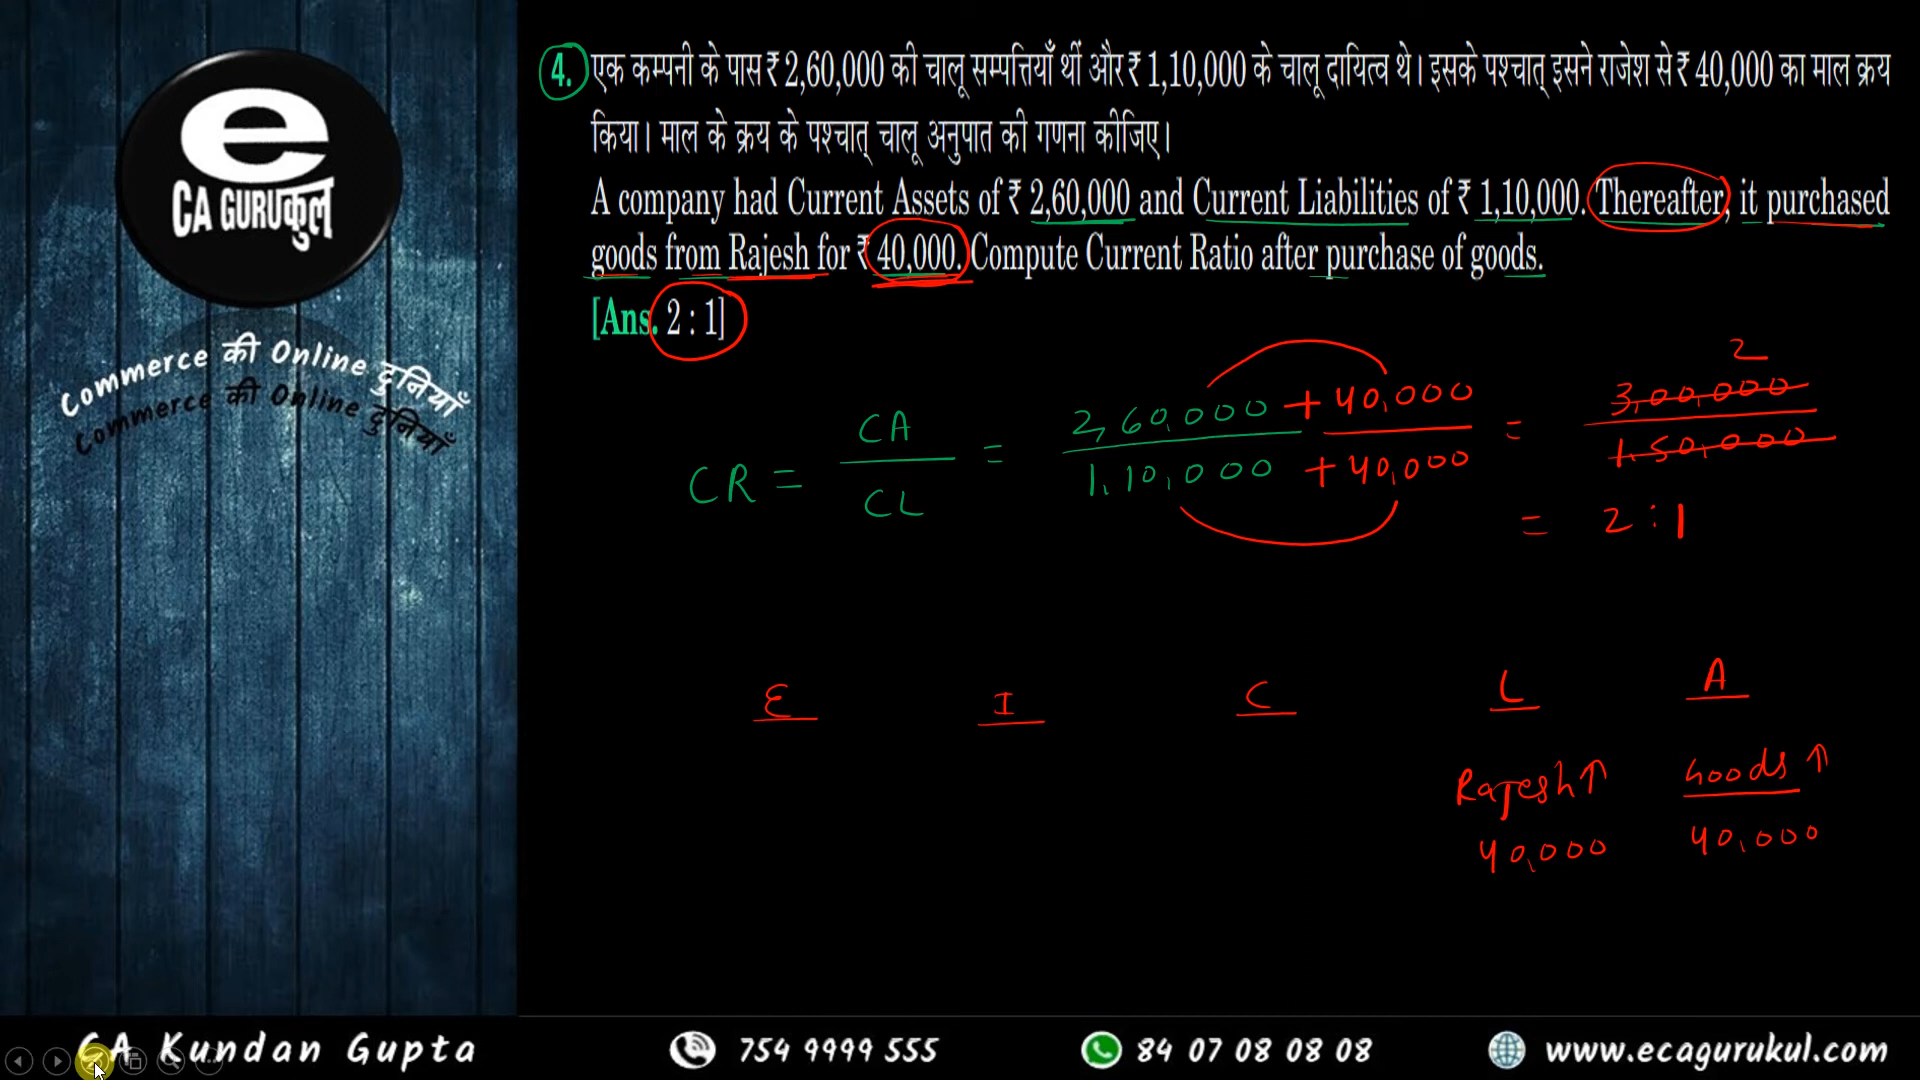 e
CA GURUकुल
Commerce की Online दुनियाँ
Commerce की Online दुनियाँ
4. एक कम्पनी के पास ₹ 2,60,000 की चालू सम्पत्तियाँ थीं और ₹ 1,10,000 के चालू दायित्व थे। इसके पश्चात् इसने राजेश से ₹ 40,000 का माल क्रय
किया। माल के क्रय के पश्चात् चालू अनुपात की गणना कीजिए।
A company had Current Assets of ₹ 2,60,000 and Current Liabilities of ₹ 1,10,000. Thereafter, it purchased
goods from Rajesh for ₹ 40,000. Compute Current Ratio after purchase of goods.
[Ans. 2 : 1]
2
CR = CA / CL = 2,60,000 + 40,000 / 1,10,000 + 40,000 = 3,00,000 / 1,50,000
= 2 : 1
E I C L A
Rajesh ↑ Goods ↑
40,000 40,000
CA Kundan Gupta 754 9999 555 84 07 08 08 08 www.ecagurukul.com